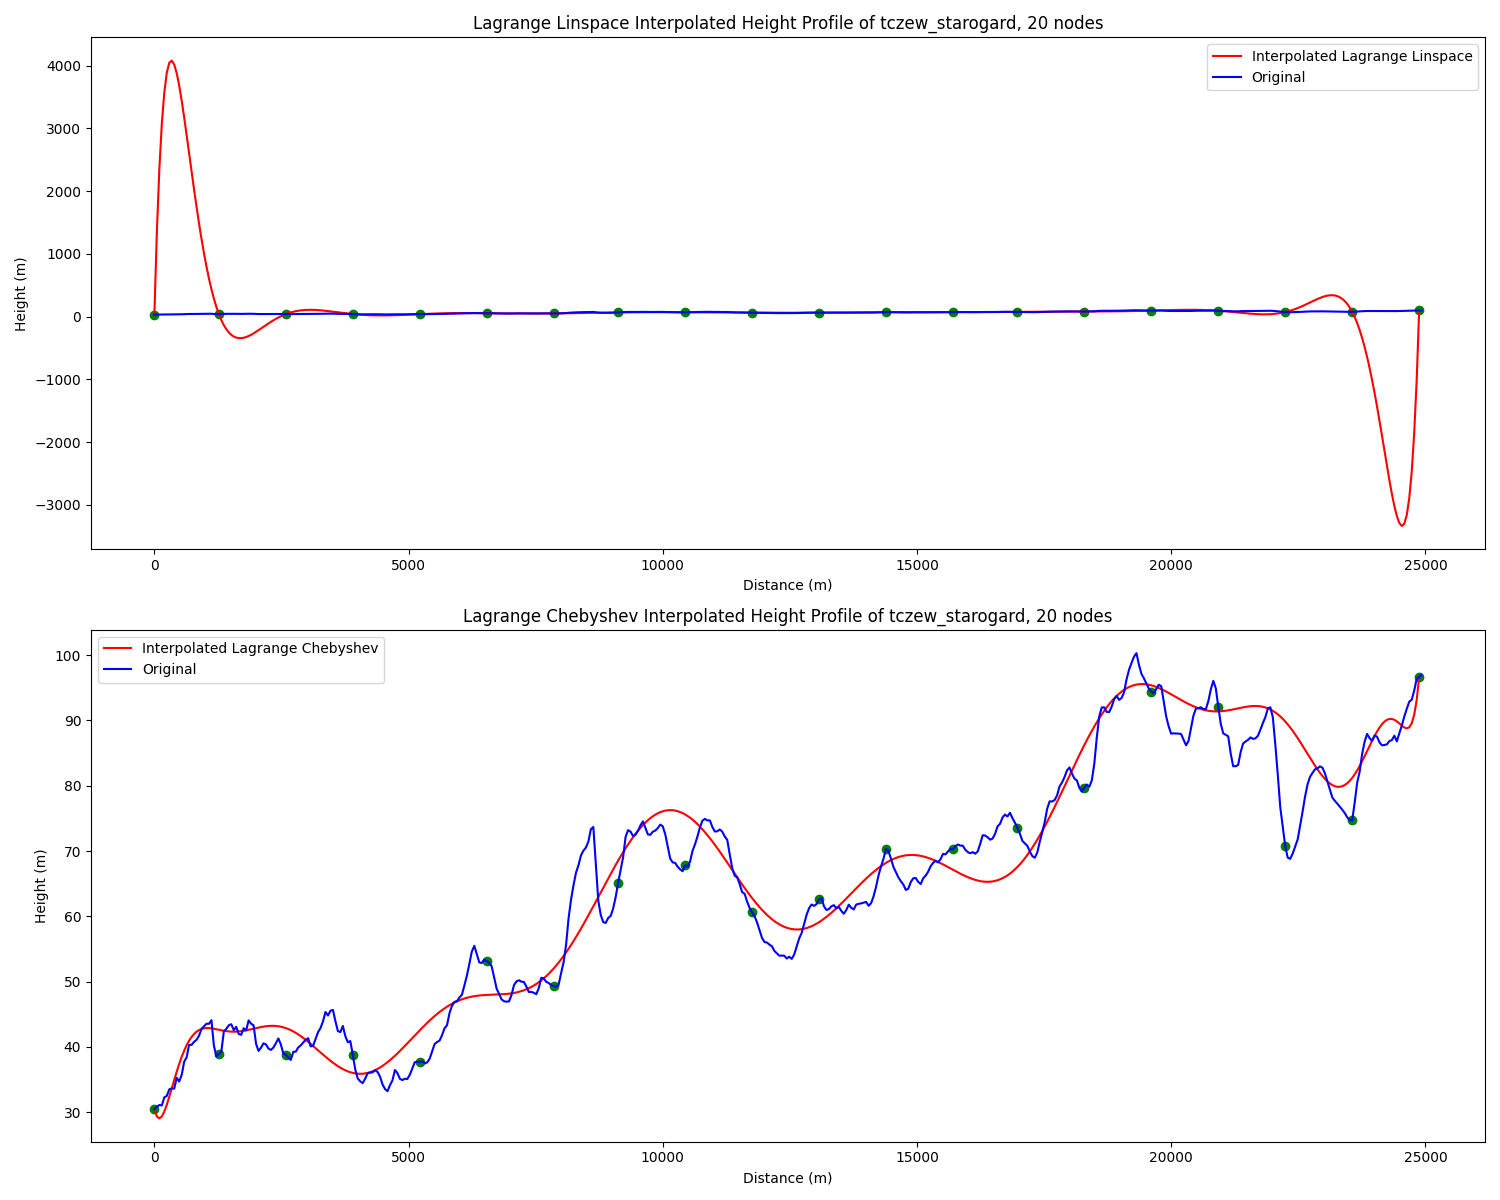 Lagrange Linspace Interpolated Height Profile of tczew_starogard, 20 nodes
Interpolated Lagrange Linspace
Original
4000
3000
2000
1000
0
−1000
−2000
−3000
Height (m)
0
5000
10000
15000
20000
25000
Distance (m)
Lagrange Chebyshev Interpolated Height Profile of tczew_starogard, 20 nodes
Interpolated Lagrange Chebyshev
Original
100
90
80
70
60
50
40
30
Height (m)
0
5000
10000
15000
20000
25000
Distance (m)